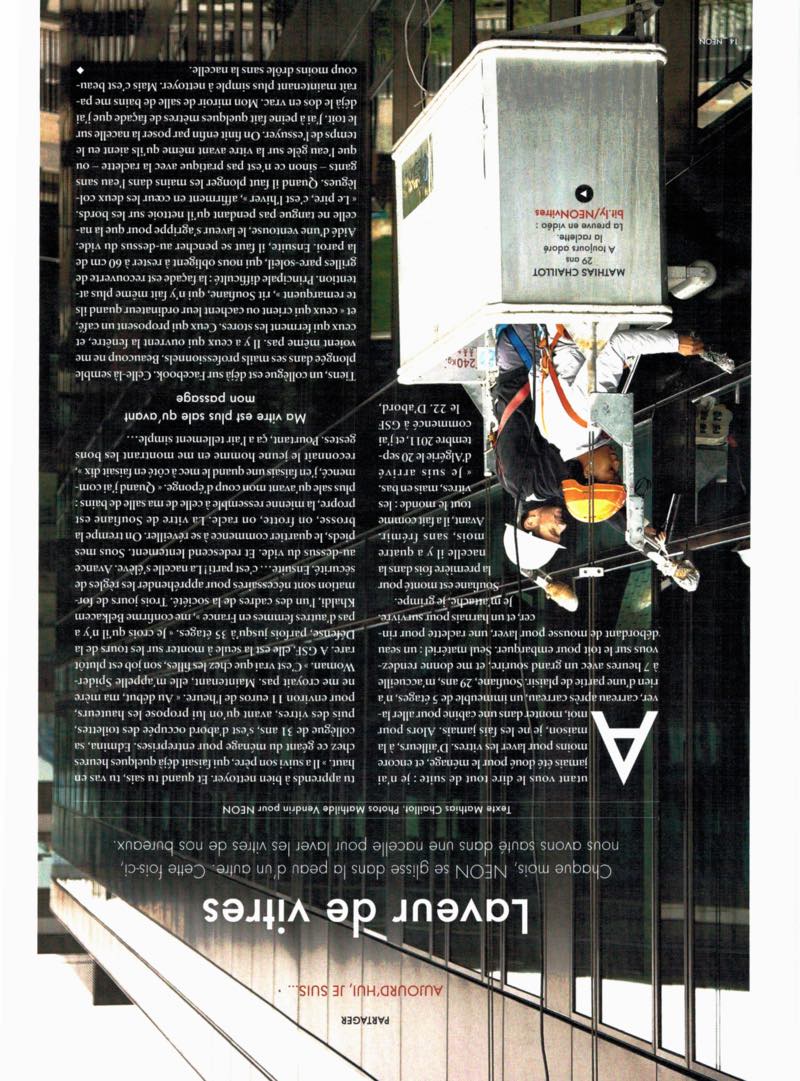 PARTAGER
AUJOURD'HUI, JE SUIS...
Laveur de vitres
Chaque mois, NEON se glisse dans la peau d'un autre. Cette fois-ci,
nous avons sauté dans une nacelle pour laver les vitres de nos bureaux.
Texte Mathias Chaillot. Photos Mathilde Vendrin pour NEON
Autant vous le dire tout de suite : je n'ai
jamais été doué pour le ménage, et encore
moins pour laver les vitres. D'ailleurs, à la
maison, je ne les fais jamais. Alors pour
moi, monter dans une cabine pour aller la-
ver, carreau après carreau, un immeuble de 5 étages, n'a
rien d'une partie de plaisir. Soufiane, 29 ans, m'accueille
à 7 heures avec un grand sourire, et me donne rendez-
vous sur le toit pour embarquer. Seul matériel : un seau
débordant de mousse pour laver, une raclette pour rin-
cer, et un harnais pour survivre.
Je m'attache, je grimpe.
Soufiane est monté pour
la première fois dans la
nacelle il y a quatre
mois, sans frémir.
Avant, il a fait comme
tout le monde : les
vitres, mais en bas.
« Je suis arrivé
d'Algérie le 20 sep-
tembre 2011, et j'ai
commencé à GSF
le 22. D'abord,
tu apprends à bien nettoyer. Et quand tu sais, tu vas en
haut. » Il a suivi son père, qui faisait déjà quelques heures
chez ce géant du ménage pour entreprises. Edmina, sa
collègue de 31 ans, s'est d'abord occupée des toilettes,
puis des vitres, avant qu'on lui propose les hauteurs,
pour environ 11 euros de l'heure. « Au début, ma mère
ne me croyait pas. Maintenant, elle m'appelle Spider-
Woman. » C'est vrai que chez les filles, son job est plutôt
rare. A GSF, elle est la seule à monter sur les tours de la
Défense, parfois jusqu'à 35 étages. « Je crois qu'il n'y a
pas d'autres femmes en France », me confirme Belkacem
Khaldi, l'un des cadres de la société. Trois jours de for-
mation sont nécessaires pour appréhender les règles de
sécurité. Ensuite… c'est parti ! La nacelle s'élève. Avance
au-dessus du vide. Et redescend lentement. Sous mes
pieds, le quartier commence à se réveiller. On trempe la
brosse, on frotte, on racle. La vitre de Soufiane est
propre, la mienne ressemble à celle de ma salle de bains :
plus sale qu'avant mon coup d'éponge. « Quand j'ai com-
mencé, j'en faisais une quand le mec à côté en faisait dix »,
reconnaît le jeune homme en me montrant les bons
gestes. Pourtant, ça a l'air tellement simple…
Ma vitre est plus sale qu'avant
mon passage
Tiens, un collègue est déjà sur Facebook. Celle-là semble
plongée dans ses mails professionnels. Beaucoup ne me
voient même pas. Il y a ceux qui ouvrent la fenêtre, et
ceux qui ferment les stores. Ceux qui proposent un café,
et « ceux qui crient ou cachent leur ordinateur quand ils
te remarquent », rit Soufiane, qui n'y fait même plus at-
tention. Principale difficulté : la façade est recouverte de
grilles pare-soleil, qui nous obligent à rester à 60 cm de
la paroi. Ensuite, il faut se pencher au-dessus du vide.
Aidé d'une ventouse, le laveur s'agrippe pour que la na-
celle ne tangue pas pendant qu'il nettoie sur les bords.
« Le pire, c'est l'hiver », affirment en cœur les deux col-
lègues. Quand il faut plonger les mains dans l'eau sans
gants – sinon ce n'est pas pratique avec la raclette – ou
que l'eau gèle sur la vitre avant même qu'ils aient eu le
temps de l'essuyer. On finit enfin par poser la nacelle sur
le toit. J'ai à peine fait quelques mètres de façade que j'ai
déjà le dos en vrac. Mon miroir de salle de bains me pa-
raît maintenant plus simple à nettoyer. Mais c'est beau-
coup moins drôle sans la nacelle. ◆
240KG
MATHIAS CHAILLOT
29 ans
A toujours adoré
la raclette.
La preuve en vidéo :
bit.ly/NEONvitres
14 NEON